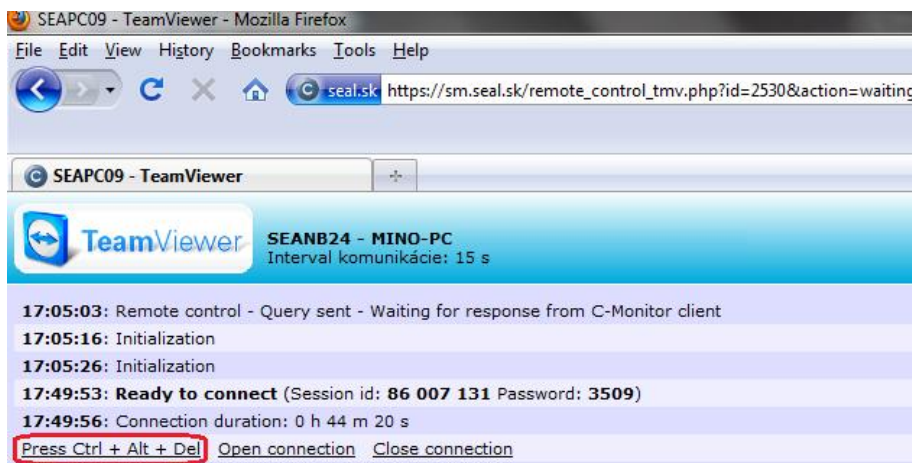 SEAPC09 - TeamViewer - Mozilla Firefox
File Edit View History Bookmarks Tools Help
seal.sk https://sm.seal.sk/remote_control_tmv.php?id=2530&action=waiting
SEAPC09 - TeamViewer
TeamViewer
SEANB24 - MINO-PC
Interval komunikácie: 15 s
17:05:03: Remote control - Query sent - Waiting for response from C-Monitor client
17:05:16: Initialization
17:05:26: Initialization
17:49:53: Ready to connect (Session id: 86 007 131 Password: 3509)
17:49:56: Connection duration: 0 h 44 m 20 s
Press Ctrl + Alt + Del Open connection Close connection